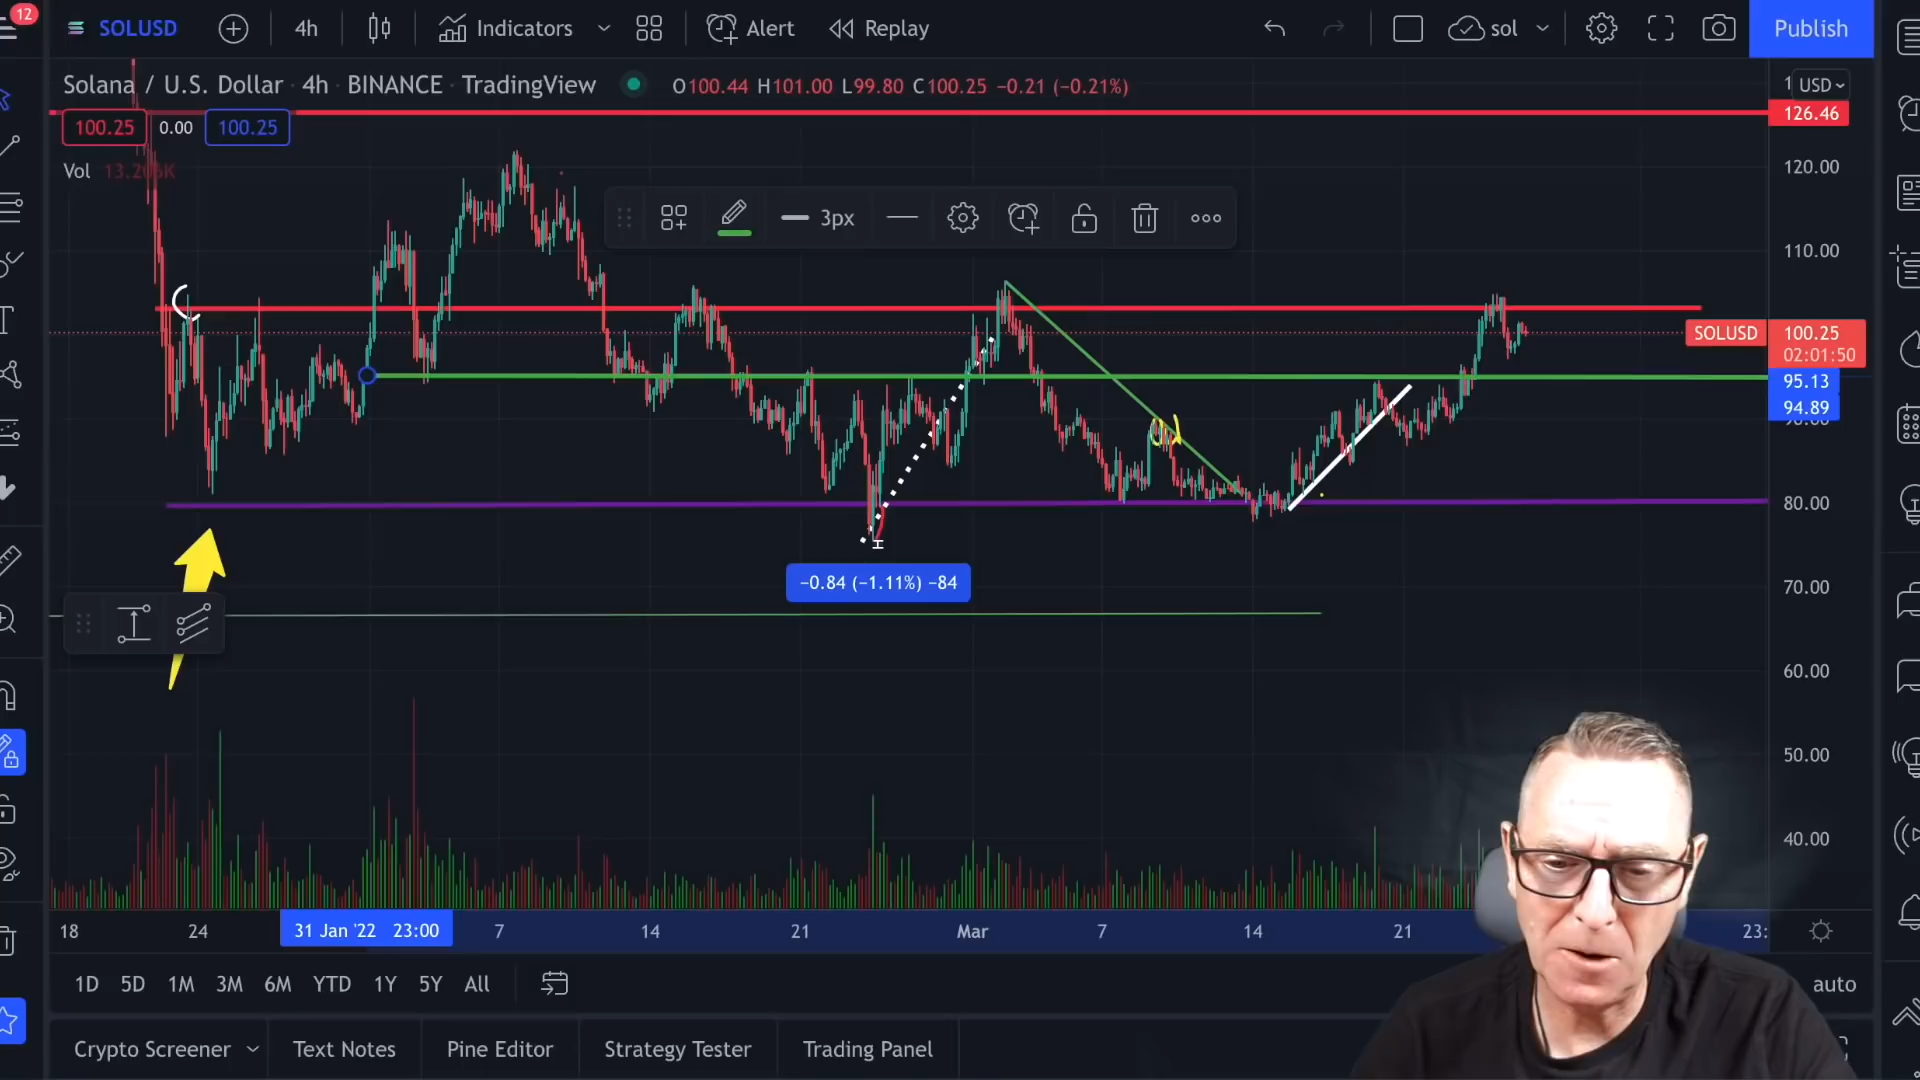 12
SOLUSD 4h Indicators Alert Replay sol Publish
Solana / U.S. Dollar · 4h · BINANCE · TradingView O100.44 H101.00 L99.80 C100.25 −0.21 (−0.21%)
USD
100.25 0.00 100.25
126.46
Vol 13.206K
120.00
3px
110.00
SOLUSD 100.25
02:01:50
95.13
94.89
90.00
80.00
−0.84 (−1.11%) −84
70.00
60.00
50.00
40.00
18 24 31 Jan '22 23:00 7 14 21 Mar 7 14 21 23:
1D 5D 1M 3M 6M YTD 1Y 5Y All auto
Crypto Screener Text Notes Pine Editor Strategy Tester Trading Panel